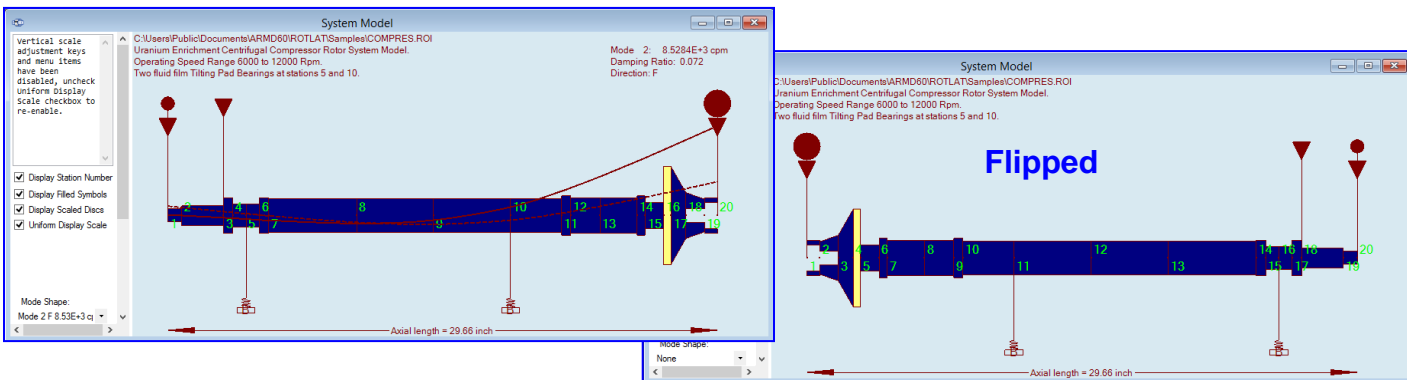 System Model
Vertical scale
adjustment keys
and menu items
have been
disabled, uncheck
Uniform Display
Scale checkbox to
re-enable.
Display Station Number
Display Filled Symbols
Display Scaled Discs
Uniform Display Scale
Mode Shape:
Mode 2 F 8.53E+3 c
C:\Users\Public\Documents\ARMD60\ROTLAT\Samples\COMPRES.ROI
Uranium Enrichment Centrifugal Compressor Rotor System Model.
Operating Speed Range 6000 to 12000 Rpm.
Two fluid film Tilting Pad Bearings at stations 5 and 10.
Mode 2: 8.5284E+3 cpm
Damping Ratio: 0.072
Direction: F
2 4 6 8 10 12 14 16 18 20
1 3 5 7 9 11 13 15 17 19
B B
Axial length = 29.66 inch
System Model
C:\Users\Public\Documents\ARMD60\ROTLAT\Samples\COMPRES.ROI
Uranium Enrichment Centrifugal Compressor Rotor System Model.
Operating Speed Range 6000 to 12000 Rpm.
Two fluid film Tilting Pad Bearings at stations 5 and 10.
Flipped
2 4 6 8 10 12 14 16 18 20
1 3 5 7 9 11 13 15 17 19
B B
Mode Shape:
None
Axial length = 29.66 inch